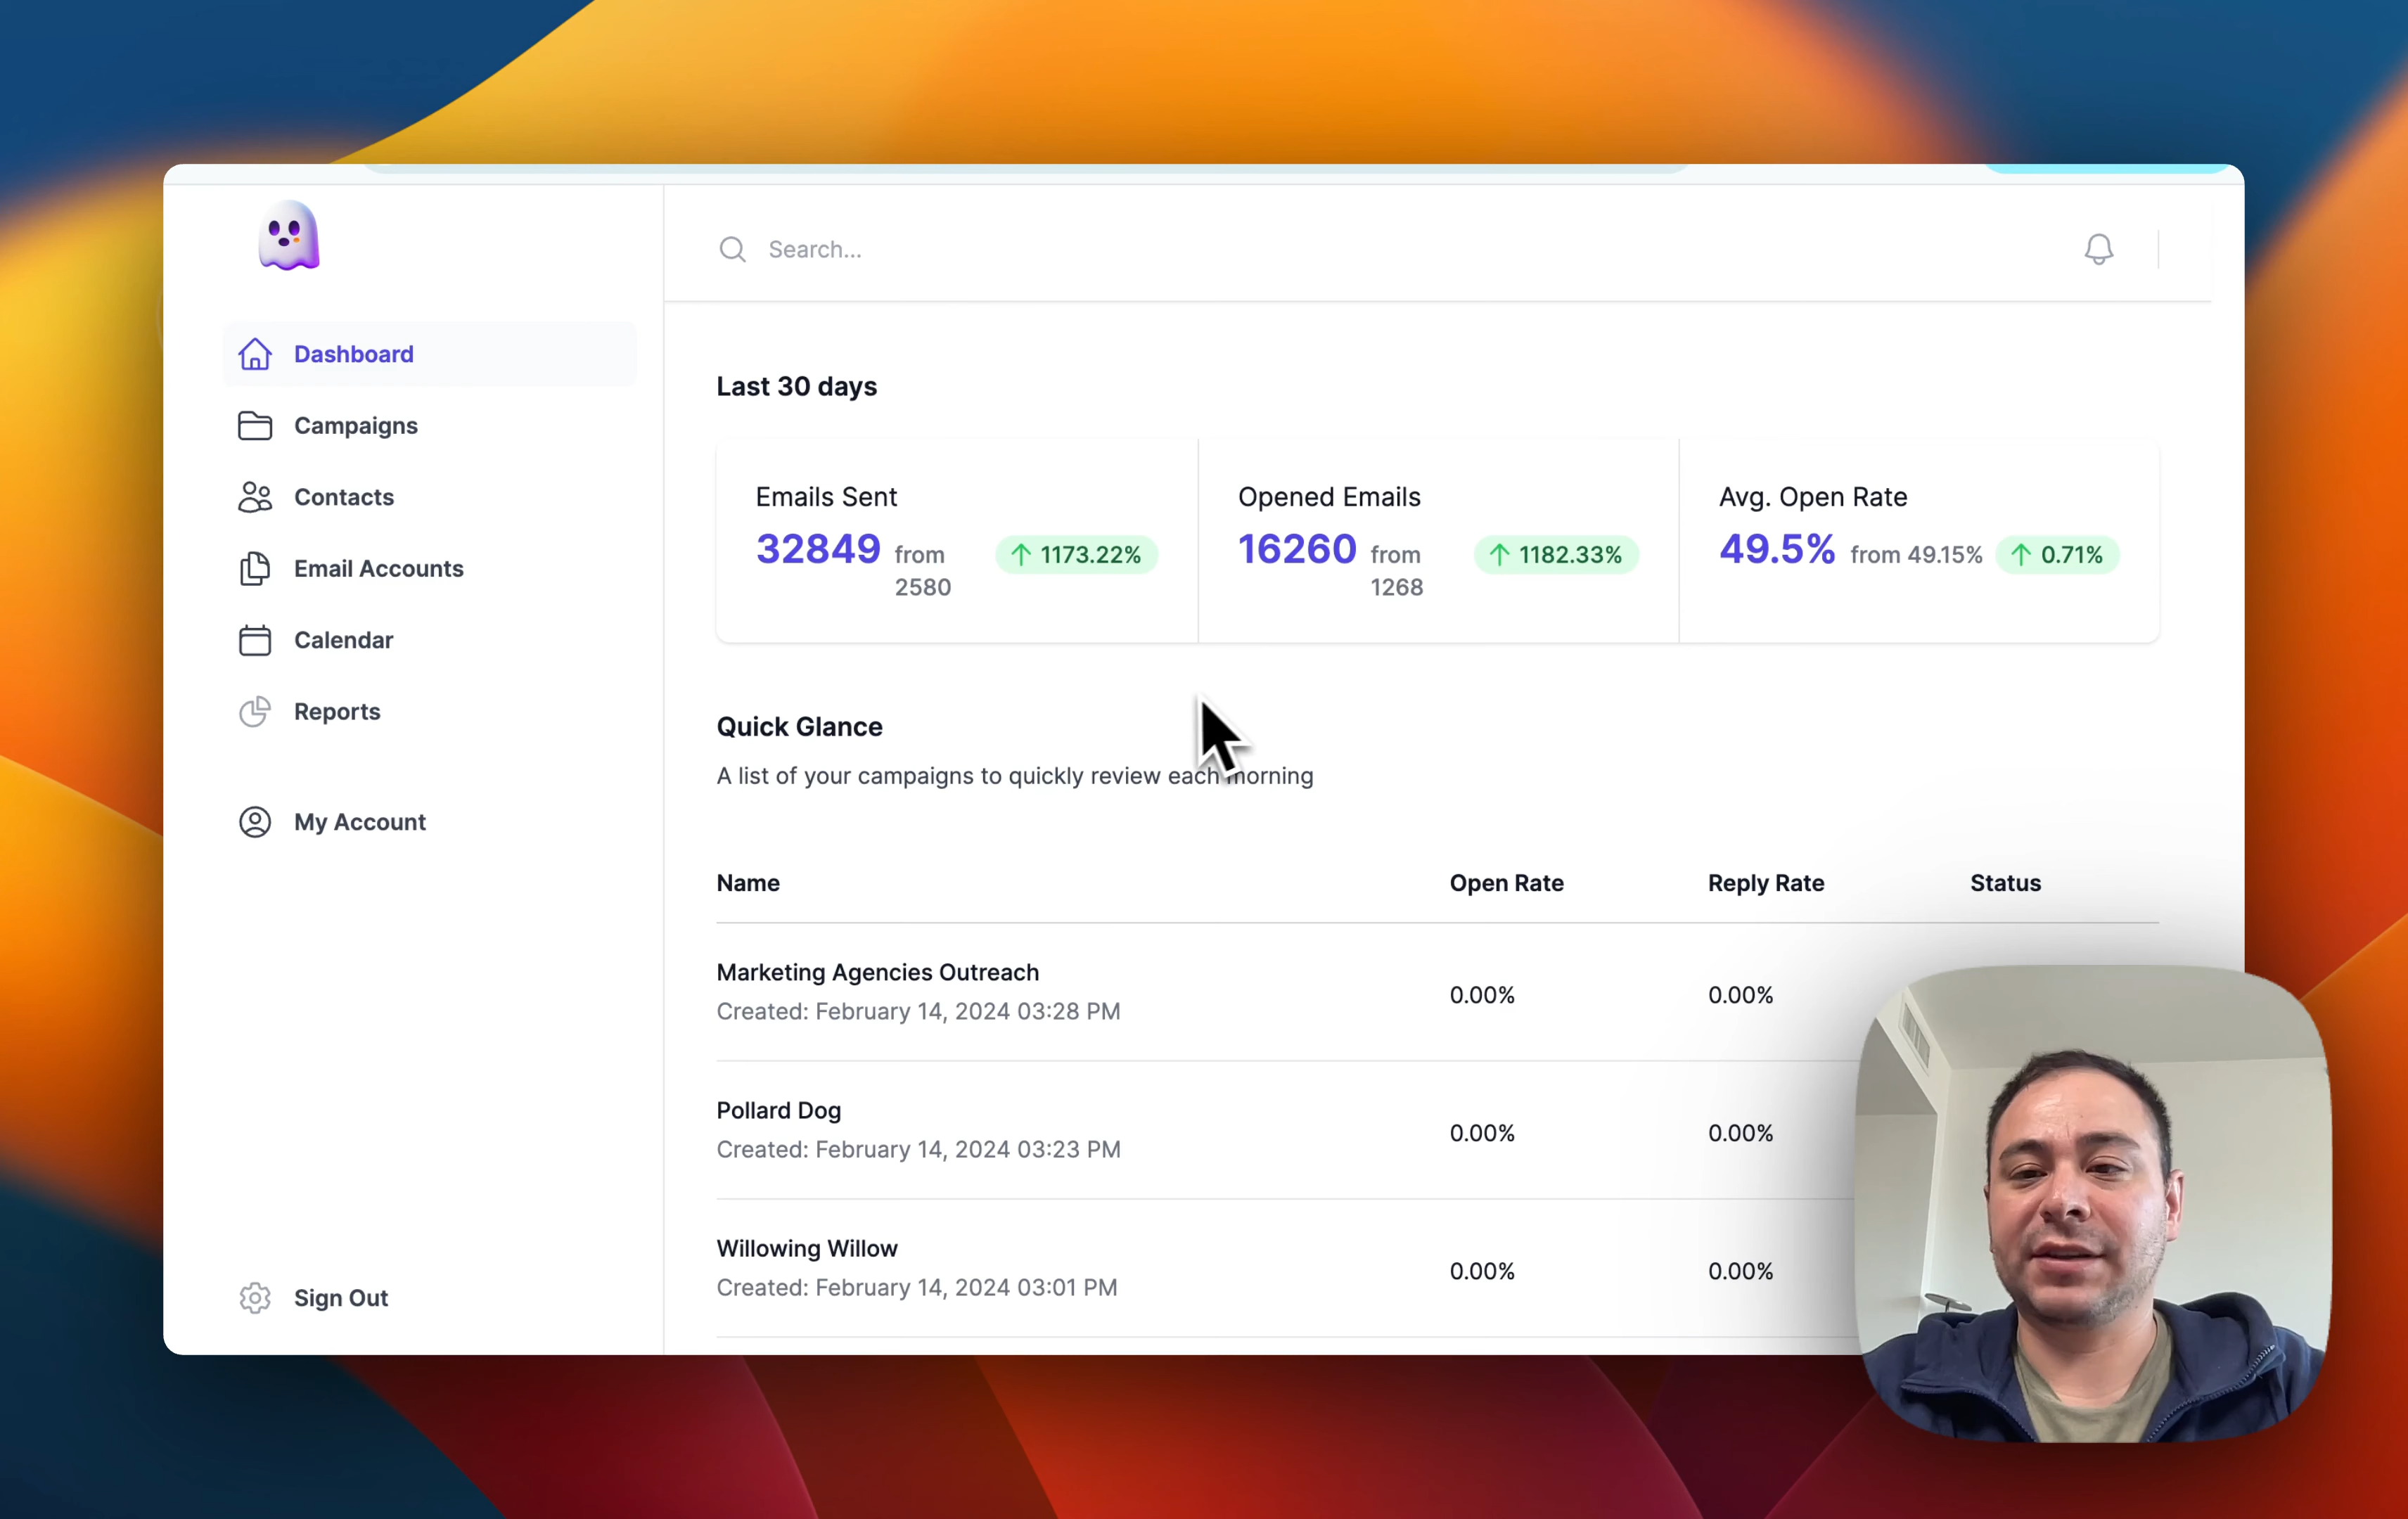 Search...
Dashboard
Campaigns
Contacts
Email Accounts
Calendar
Reports
My Account
Sign Out
Last 30 days
Emails Sent
32849 from 2580
1173.22%
Opened Emails
16260 from 1268
1182.33%
Avg. Open Rate
49.5% from 49.15%
0.71%
Quick Glance
A list of your campaigns to quickly review each morning
Name Open Rate Reply Rate Status
Marketing Agencies Outreach
Created: February 14, 2024 03:28 PM
0.00% 0.00%
Pollard Dog
Created: February 14, 2024 03:23 PM
0.00% 0.00%
Willowing Willow
Created: February 14, 2024 03:01 PM
0.00% 0.00%